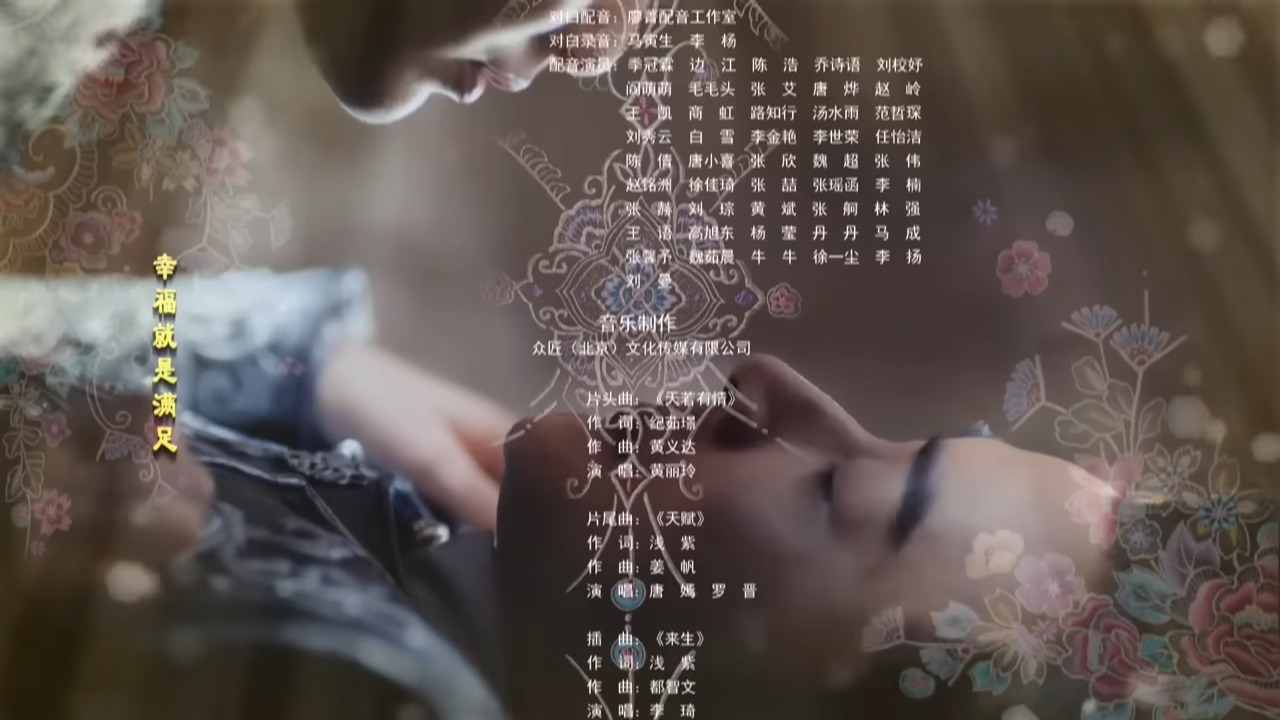 对白配音：廖菁配音工作室
对白录音：马寅生 李 杨
配音演员：季冠霖 边 江 陈 浩 乔诗语 刘校妤
阎萌萌 毛毛头 张 艾 唐 烨 赵 岭
王 凯 商 虹 路知行 汤水雨 范哲琛
刘秀云 白 雪 李金艳 李世荣 任怡洁
陈 倩 唐小喜 张 欣 魏 超 张 伟
赵铭洲 徐佳琦 张 喆 张瑶函 李 楠
张 赫 刘 琮 黄 斌 张 舸 林 强
王 语 高旭东 杨 莹 丹 丹 马 成
张馨予 魏茹晨 牛 牛 徐一尘 李 扬
刘 曼
幸福就是满足
音乐制作
众匠（北京）文化传媒有限公司
片头曲：《天若有情》
作 词：纪茹璟
作 曲：黄义达
演 唱：黄丽玲
片尾曲：《天赋》
作 词：浅 紫
作 曲：姜 帆
演 唱：唐 嫣 罗 晋
插 曲：《来生》
作 词：浅 紫
作 曲：都智文
演 唱：李 琦